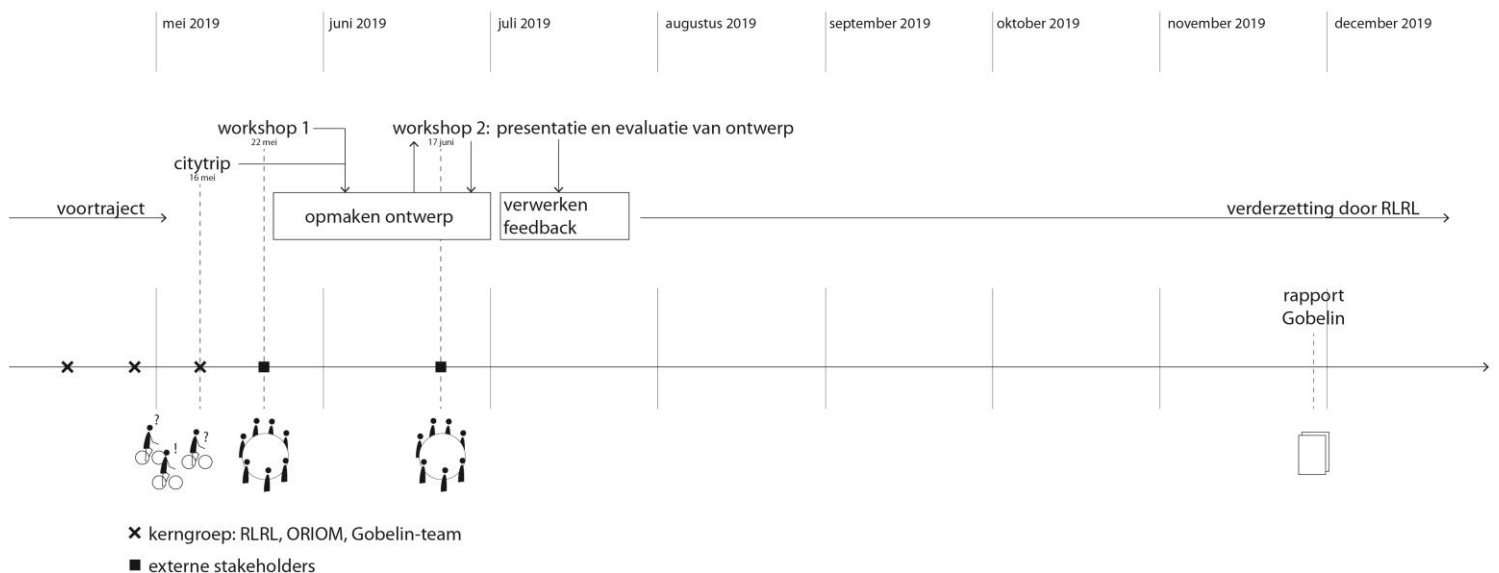 mei 2019
juni 2019
juli 2019
augustus 2019
september 2019
oktober 2019
november 2019
december 2019
workshop 1
22 mei
workshop 2: presentatie en evaluatie van ontwerp
17 juni
citytrip
16 mei
voortraject
opmaken ontwerp
verwerken
feedback
verderzetting door RLRL
rapport
Gobelin
?
!
?
kerngroep: RLRL, ORIOM, Gobelin-team
externe stakeholders